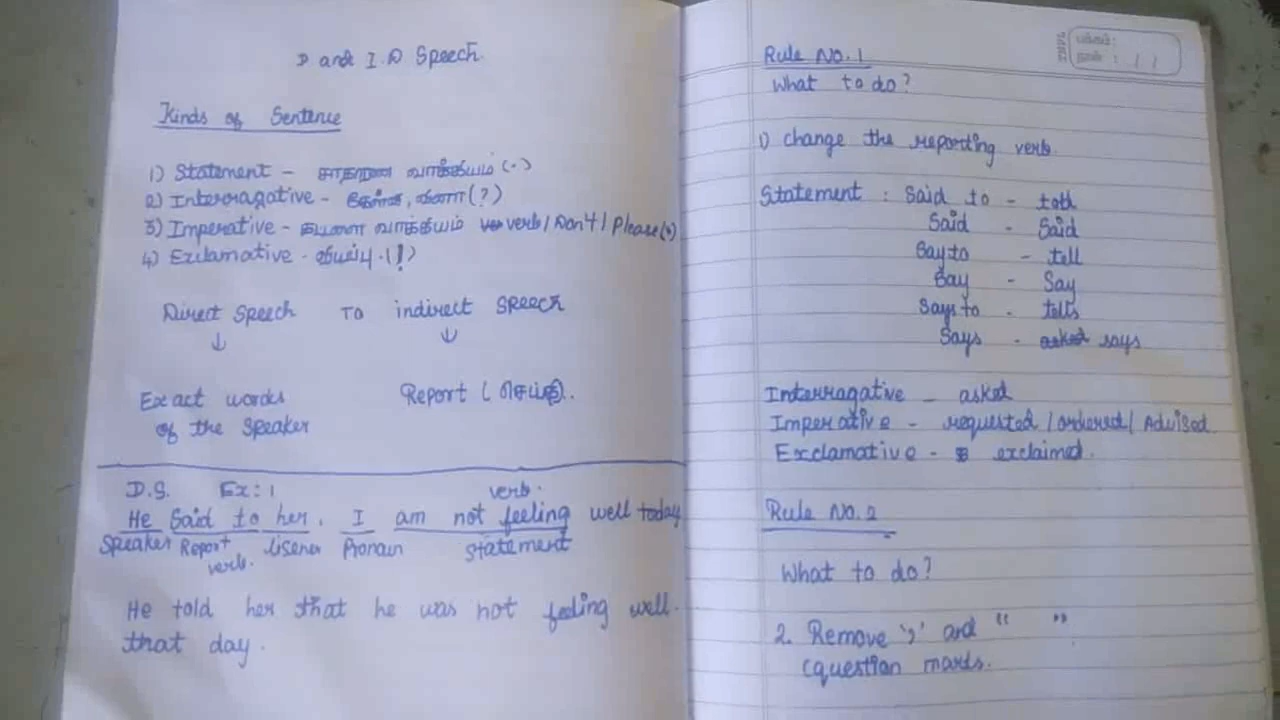 D and I.D Speech.
Kinds of Sentence
1) Statement - சாதாரண வாக்கியம் (.)
2) Interragative - கேள்வி, வினா (?)
3) Imperative - கட்டளை வாக்கியம் verb / Don't / Please (.)
4) Exclamative - வியப்பு - (!)
Direct Speech To indirect Speech
↓ ↓
Exact words Report (செய்தி).
of the Speaker
D.S. Ex: 1 verb.
He Said to her, I am not feeling well today
Speaker Report lisener Pronoun statement
verb.
He told her that he was not feeling well.
that day.
Rule No. 1
What to do?
1) change the reporting verb.
Statement : Said to - told
Said - Said
Say to - tell
Say - Say
Says to - tells
Says - asked says
Interragative - asked
Imperative - requested / ordered / Advised.
Exclamative - exclaimed.
Rule No. 2
What to do?
2. Remove ',' and “ ”
(question marks.